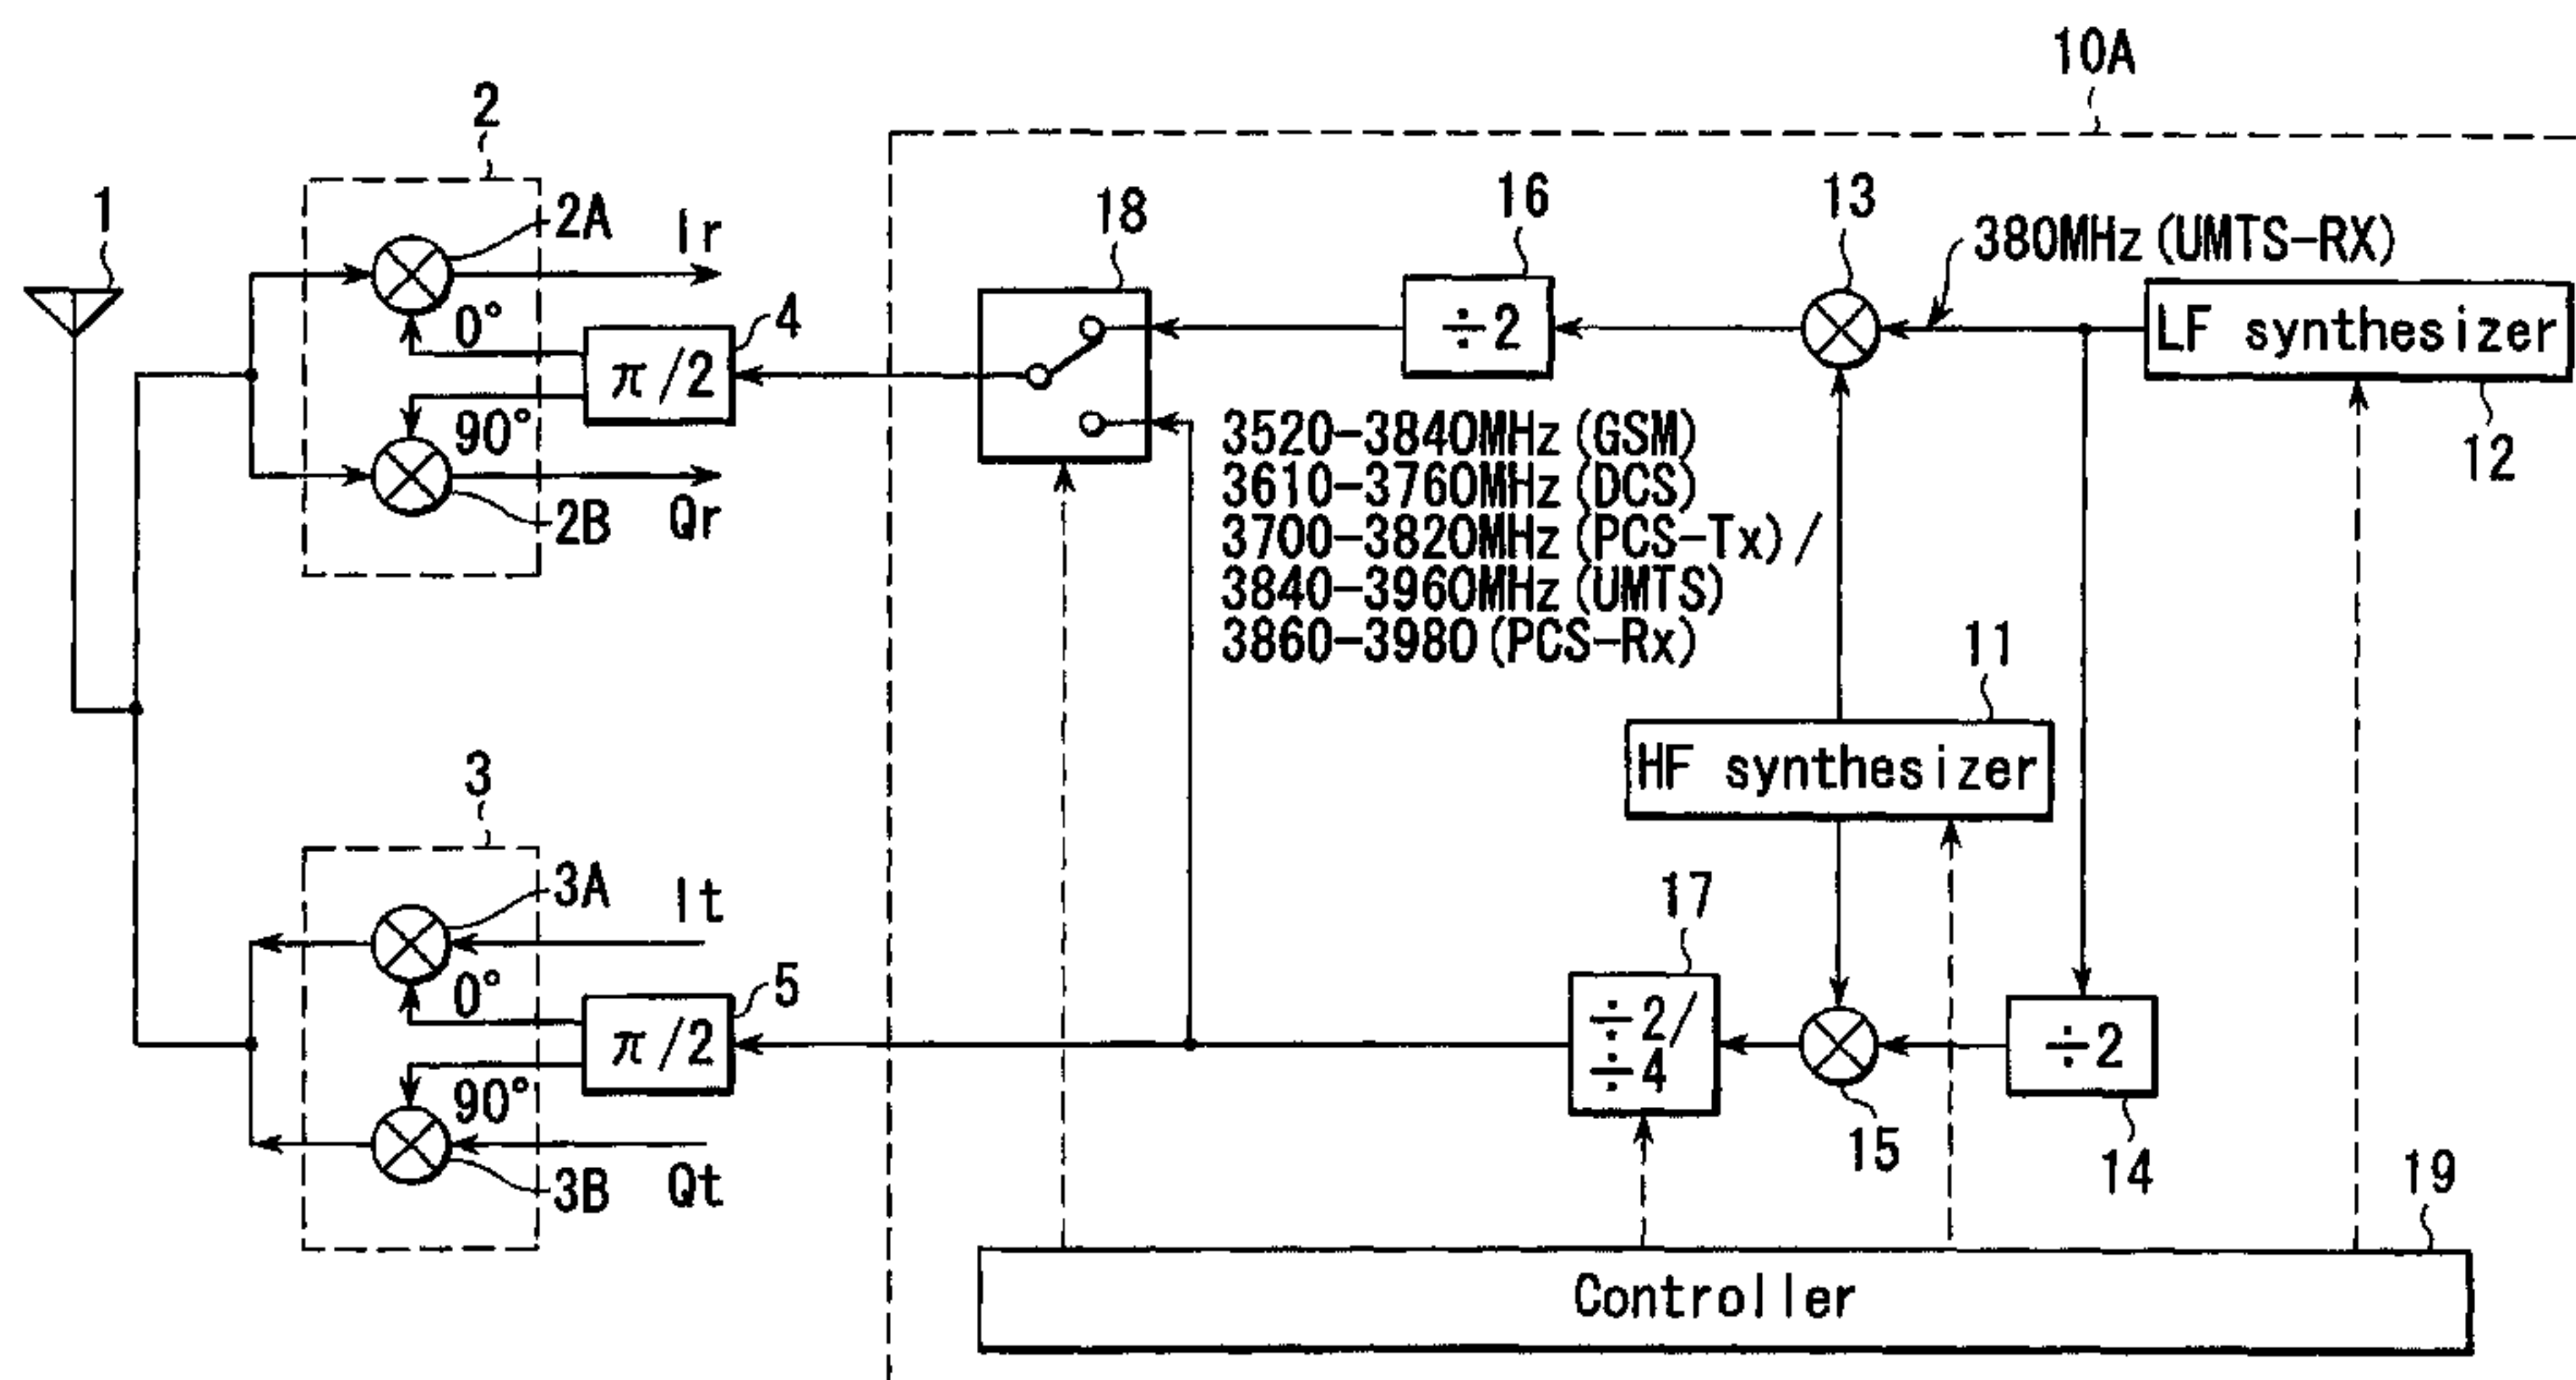 10A
2
1
2A
Ir
18
16
13
380MHz (UMTS-RX)
0°
4
π/2
÷2
LF synthesizer
90°
2B
Qr
12
3520-3840MHz (GSM)
3610-3760MHz (DCS)
3700-3820MHz (PCS-Tx) /
3840-3960MHz (UMTS)
3860-3980 (PCS-Rx)
11
HF synthesizer
3
3A
It
17
0°
5
π/2
÷2/
÷4
÷2
90°
3B
Qt
15
14
19
Controller